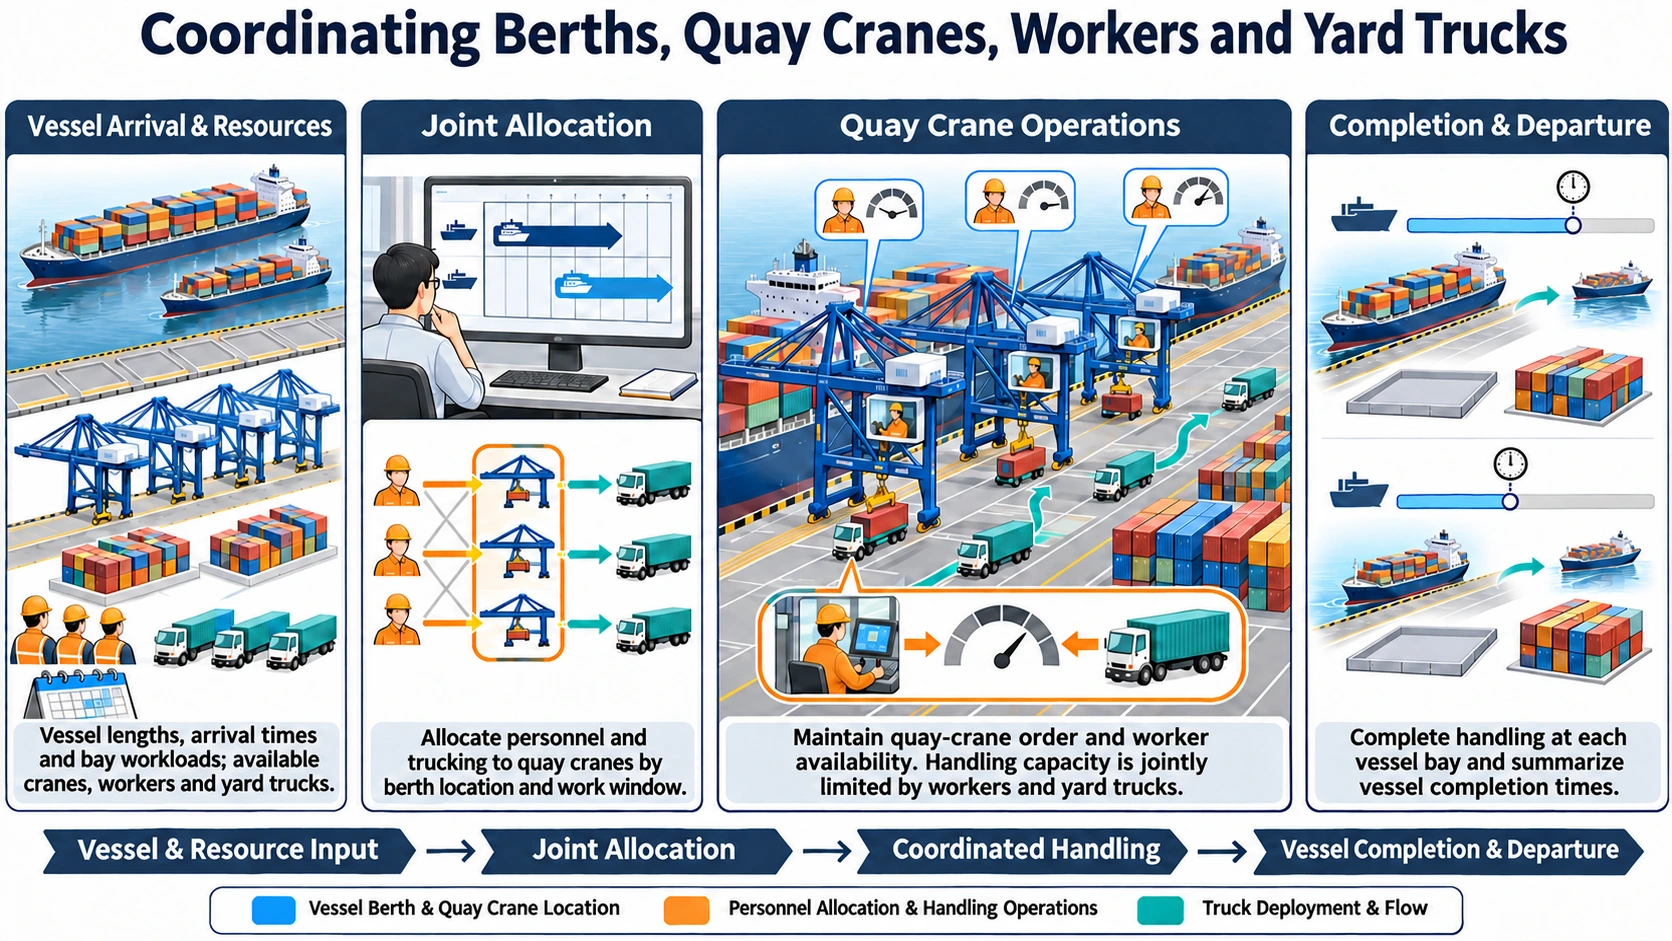 Coordinating Berths, Quay Cranes, Workers and Yard Trucks
Vessel Arrival & Resources
Vessel lengths, arrival times
and bay workloads; available
cranes, workers and yard trucks.
Joint Allocation
Allocate personnel and
trucking to quay cranes by
berth location and work window.
Quay Crane Operations
Maintain quay-crane order and worker
availability. Handling capacity is jointly
limited by workers and yard trucks.
Completion & Departure
Complete handling at each
vessel bay and summarize
vessel completion times.
Vessel & Resource Input
Joint Allocation
Coordinated Handling
Vessel Completion & Departure
Vessel Berth & Quay Crane Location
Personnel Allocation & Handling Operations
Truck Deployment & Flow